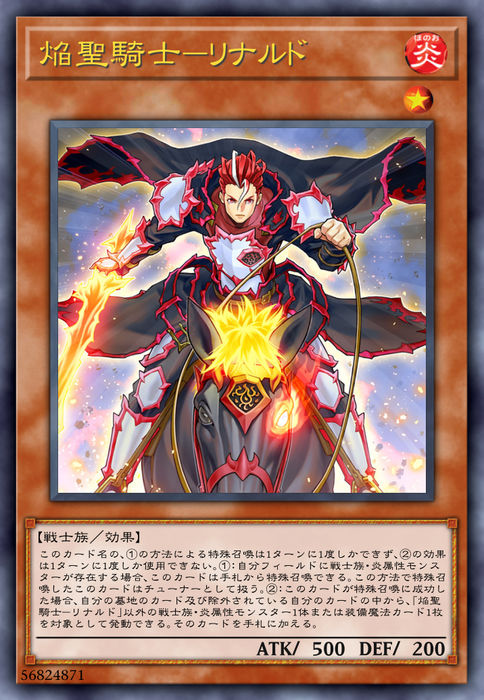 焔聖騎士-リナルド
ほのお
炎
【戦士族/効果】
このカード名の、①の方法による特殊召喚は1ターンに1度しかできず、②の効果
は1ターンに1度しか使用できない。①:自分フィールドに戦士族・炎属性モンス
ターが存在する場合、このカードは手札から特殊召喚できる。この方法で特殊召
喚したこのカードはチューナーとして扱う。②:このカードが特殊召喚に成功し
た場合、自分の墓地のカード及び除外されている自分のカードの中から、「焔聖騎
士-リナルド」以外の戦士族・炎属性モンスター1体または装備魔法カード1枚
を対象として発動できる。そのカードを手札に加える。
ATK/ 500 DEF/ 200
56824871